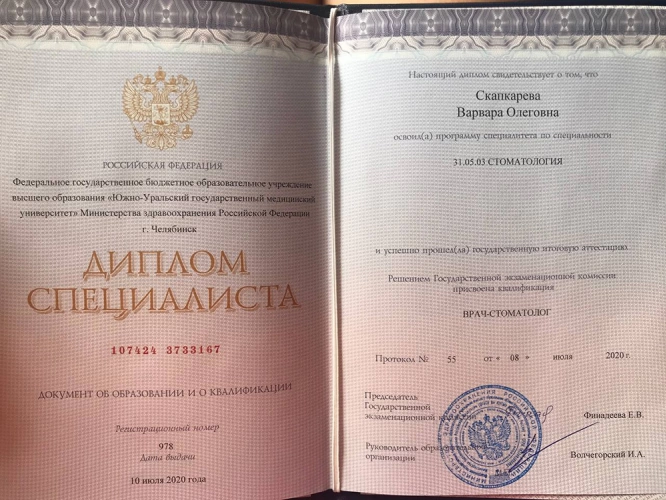 РОССИЙСКАЯ ФЕДЕРАЦИЯ
Федеральное государственное бюджетное образовательное учреждение
высшего образования «Южно-Уральский государственный медицинский
университет» Министерства здравоохранения Российской Федерации
г. Челябинск
ДИПЛОМ
СПЕЦИАЛИСТА
107424 3733167
ДОКУМЕНТ ОБ ОБРАЗОВАНИИ И О КВАЛИФИКАЦИИ
Регистрационный номер
978
Дата выдачи
10 июля 2020 года
Настоящий диплом свидетельствует о том, что
Скапкарева
Варвара Олеговна
освоил(а) программу специалитета по специальности
31.05.03 СТОМАТОЛОГИЯ
и успешно прошел(ла) государственную итоговую аттестацию
Решением Государственной экзаменационной комиссии
присвоена квалификация
ВРАЧ-СТОМАТОЛОГ
Протокол № 55 от « 08 » июля 2020 г.
Председатель
Государственной
экзаменационной Финадеева Е.В.
Руководитель
организации Волчегорский И.А.